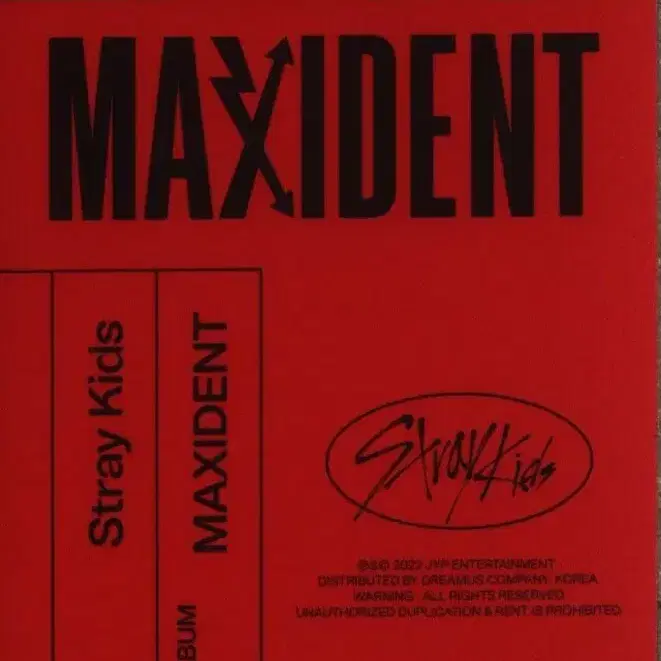 MAXIDENT
Stray Kids
MAXIDENT
BUM
Stray Kids
℗&© 2022 JYP ENTERTAINMENT
DISTRIBUTED BY DREAMUS COMPANY. KOREA
WARNING : ALL RIGHTS RESERVED
UNAUTHORIZED DUPLICATION & RENT IS PROHIBITED